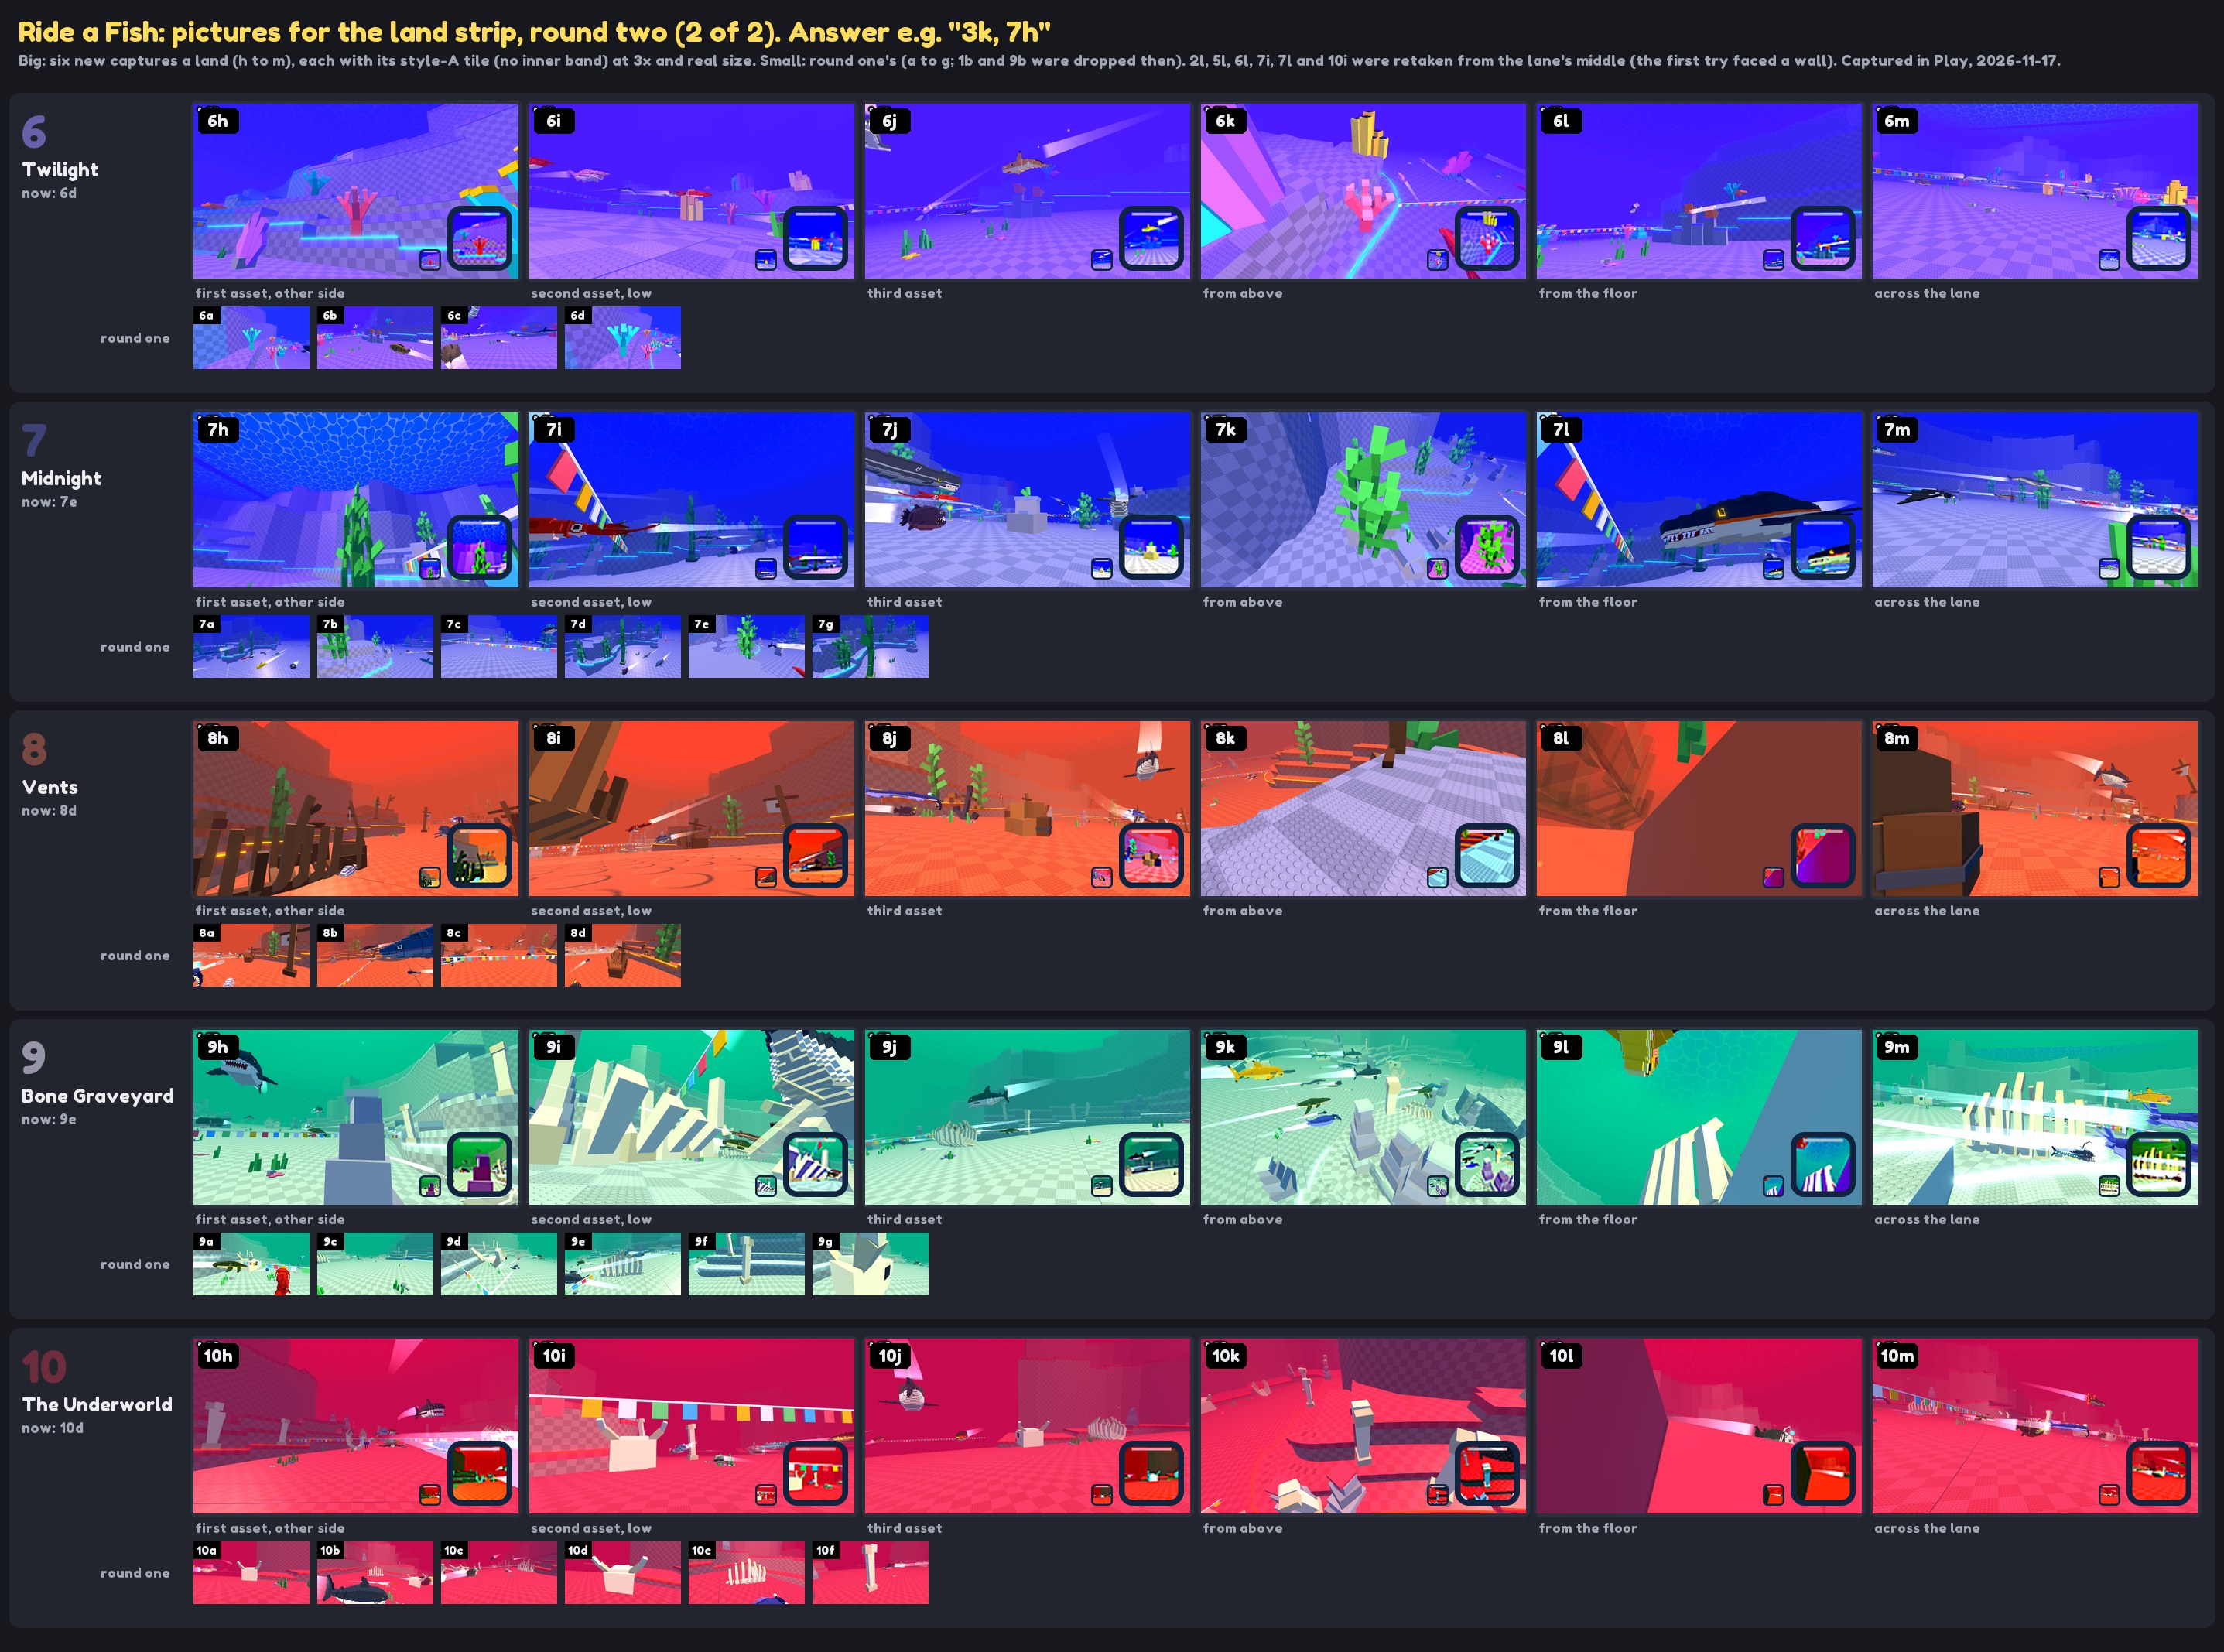 Ride a Fish: pictures for the land strip, round two (2 of 2). Answer e.g. "3k, 7h"
Big: six new captures a land (h to m), each with its style-A tile (no inner band) at 3x and real size. Small: round one's (a to g; 1b and 9b were dropped then). 2l, 5l, 6l, 7i, 7l and 10i were retaken from the lane's middle (the first try faced a wall). Captured in Play, 2026-11-17.
6
Twilight
now: 6d
6h
6i
6j
6k
6l
6m
first asset, other side
second asset, low
third asset
from above
from the floor
across the lane
round one
6a
6b
6c
6d
7
Midnight
now: 7e
7h
7i
7j
7k
7l
7m
first asset, other side
second asset, low
third asset
from above
from the floor
across the lane
round one
7a
7b
7c
7d
7e
7g
8
Vents
now: 8d
8h
8i
8j
8k
8l
8m
first asset, other side
second asset, low
third asset
from above
from the floor
across the lane
round one
8a
8b
8c
8d
9
Bone Graveyard
now: 9e
9h
9i
9j
9k
9l
9m
first asset, other side
second asset, low
third asset
from above
from the floor
across the lane
round one
9a
9c
9d
9e
9f
9g
10
The Underworld
now: 10d
10h
10i
10j
10k
10l
10m
first asset, other side
second asset, low
third asset
from above
from the floor
across the lane
round one
10a
10b
10c
10d
10e
10f